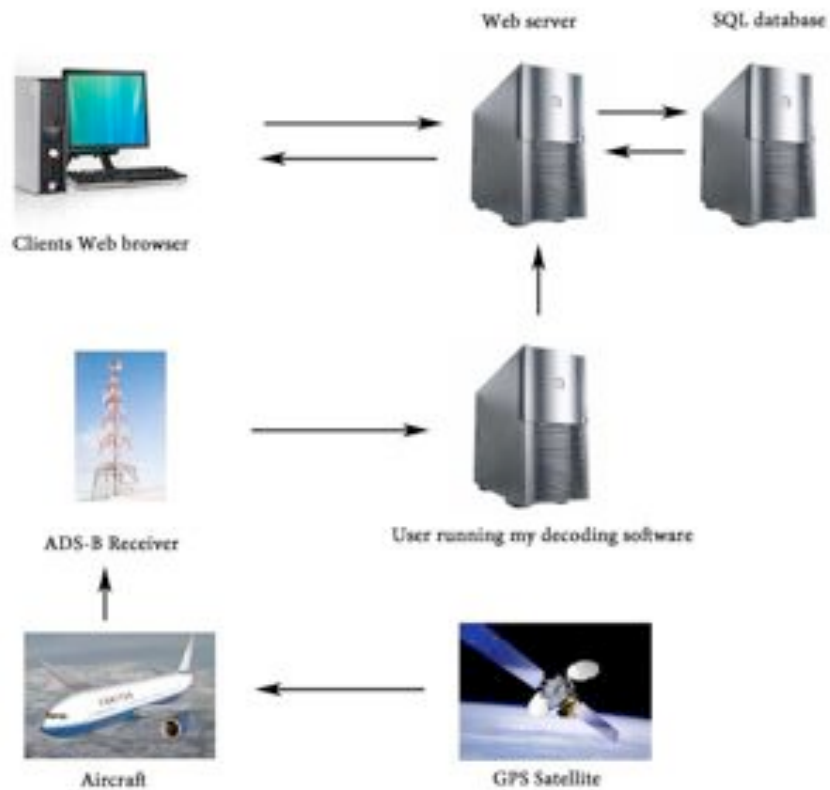 Web server
SQL database
Clients Web browser
ADS-B Receiver
User running my decoding software
Aircraft
GPS Satellite